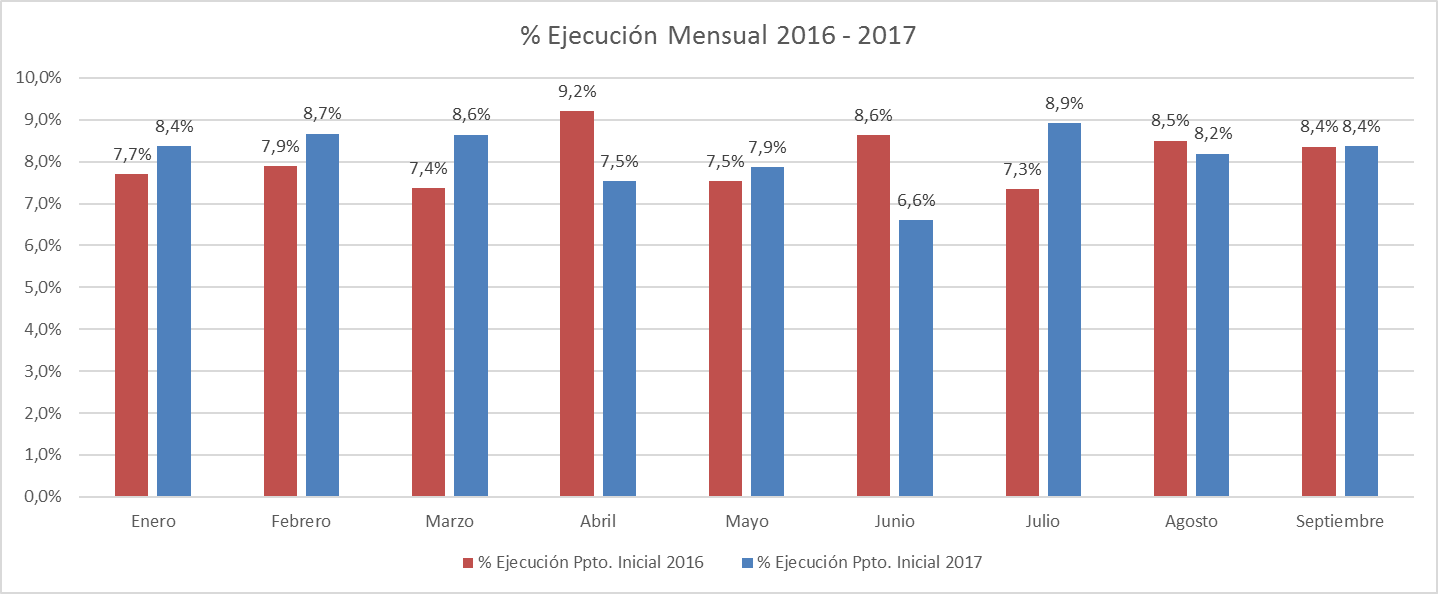 % Ejecución Mensual 2016 - 2017
10,0%
9,0%
8,0%
7,0%
6,0%
5,0%
4,0%
3,0%
2,0%
1,0%
0,0%
7,7% 8,4% 7,9% 8,7% 7,4% 8,6% 9,2% 7,5% 7,5% 7,9% 8,6% 6,6% 7,3% 8,9% 8,5% 8,2% 8,4% 8,4%
Enero Febrero Marzo Abril Mayo Junio Julio Agosto Septiembre
% Ejecución Ppto. Inicial 2016 % Ejecución Ppto. Inicial 2017